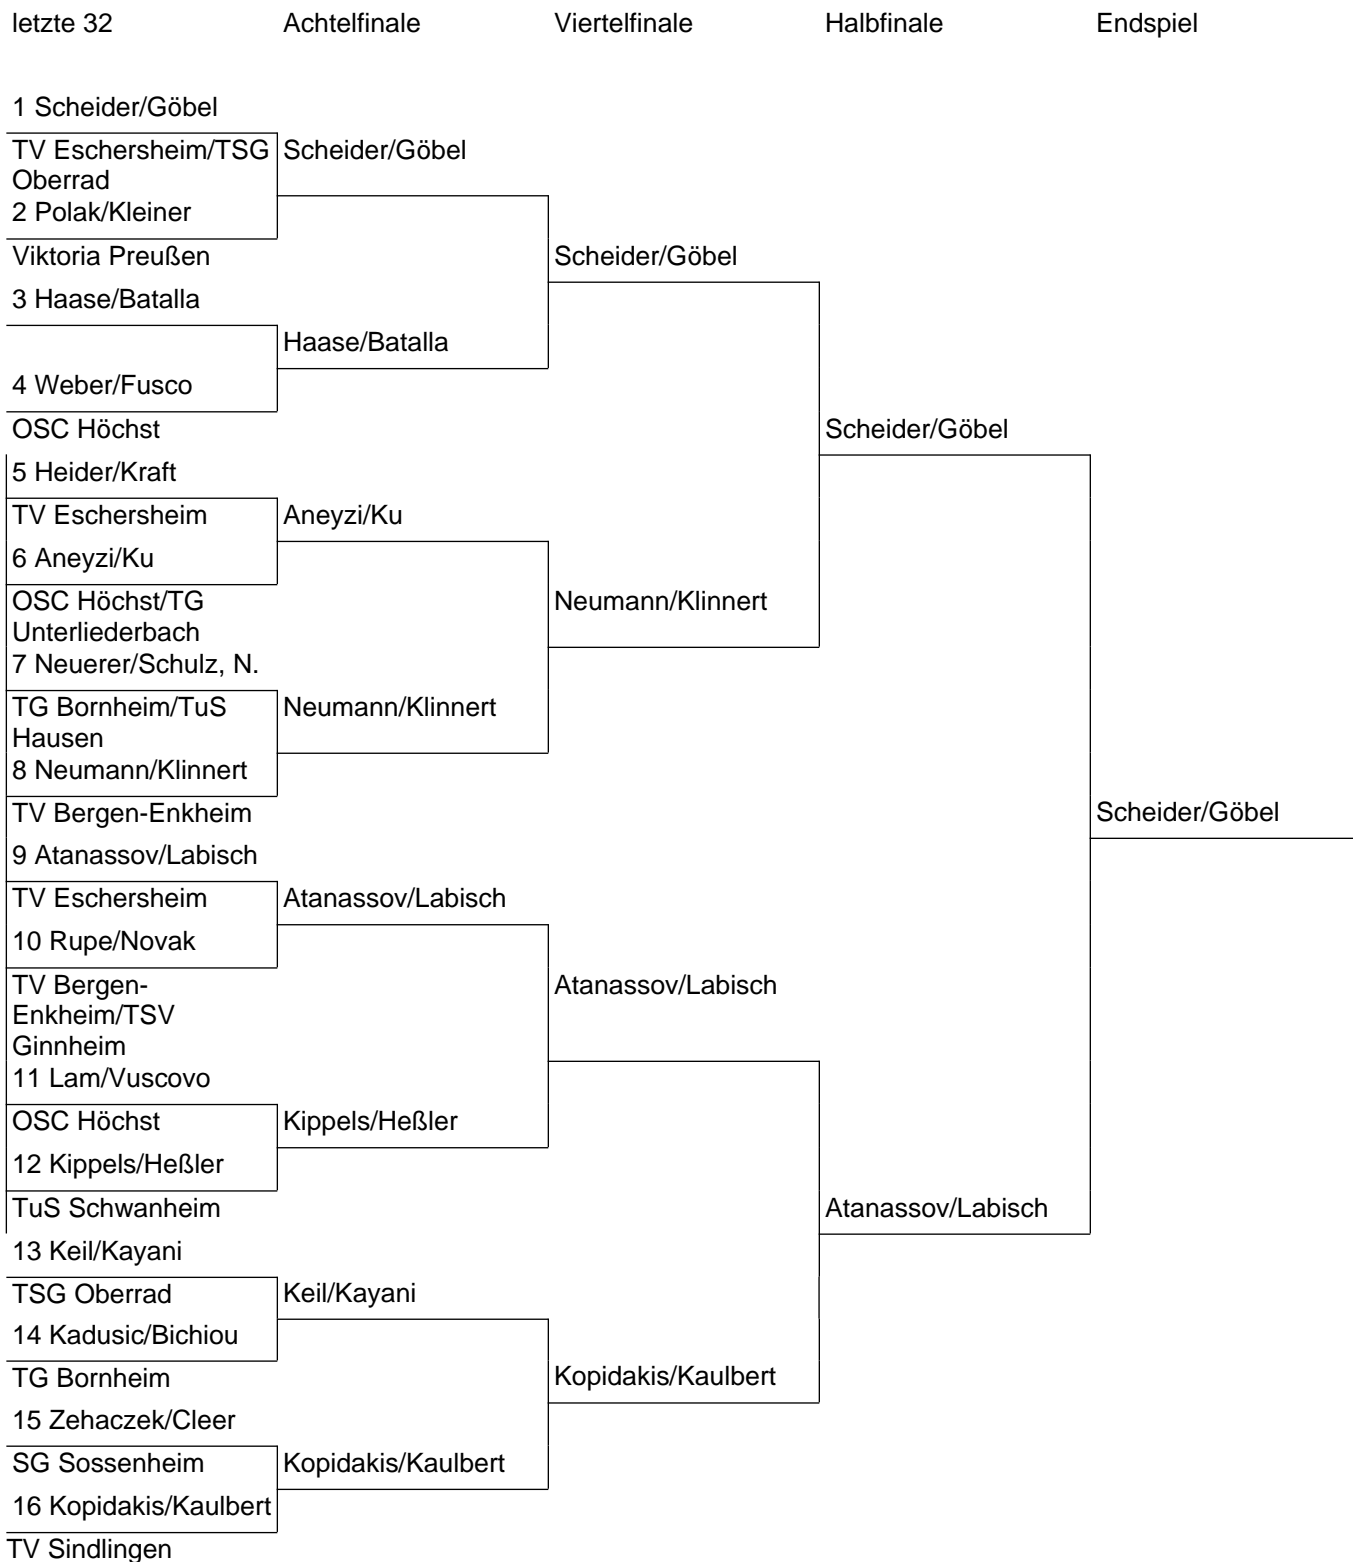 letzte 32 Achtelfinale Viertelfinale Halbfinale Endspiel
1 Scheider/Göbel
TV Eschersheim/TSG Scheider/Göbel
Oberrad
2 Polak/Kleiner
Viktoria Preußen Scheider/Göbel
3 Haase/Batalla
Haase/Batalla
4 Weber/Fusco
OSC Höchst Scheider/Göbel
5 Heider/Kraft
TV Eschersheim Aneyzi/Ku
6 Aneyzi/Ku
OSC Höchst/TG Neumann/Klinnert
Unterliederbach
7 Neuerer/Schulz, N.
TG Bornheim/TuS Neumann/Klinnert
Hausen
8 Neumann/Klinnert
TV Bergen-Enkheim Scheider/Göbel
9 Atanassov/Labisch
TV Eschersheim Atanassov/Labisch
10 Rupe/Novak
TV Bergen- Atanassov/Labisch
Enkheim/TSV
Ginnheim
11 Lam/Vuscovo
OSC Höchst Kippels/Heßler
12 Kippels/Heßler
TuS Schwanheim Atanassov/Labisch
13 Keil/Kayani
TSG Oberrad Keil/Kayani
14 Kadusic/Bichiou
TG Bornheim Kopidakis/Kaulbert
15 Zehaczek/Cleer
SG Sossenheim Kopidakis/Kaulbert
16 Kopidakis/Kaulbert
TV Sindlingen